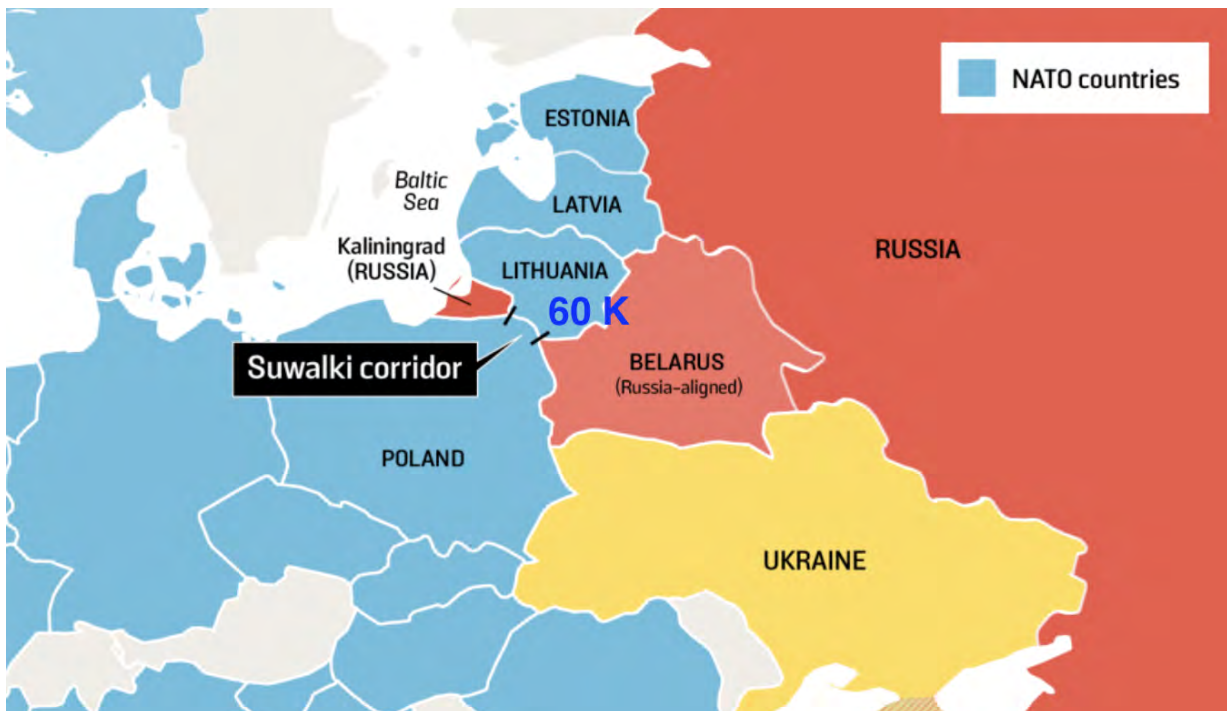 NATO countries
ESTONIA
Baltic
Sea
LATVIA
Kaliningrad
(RUSSIA)
LITHUANIA
RUSSIA
60 K
Suwalki corridor
BELARUS
(Russia-aligned)
POLAND
UKRAINE